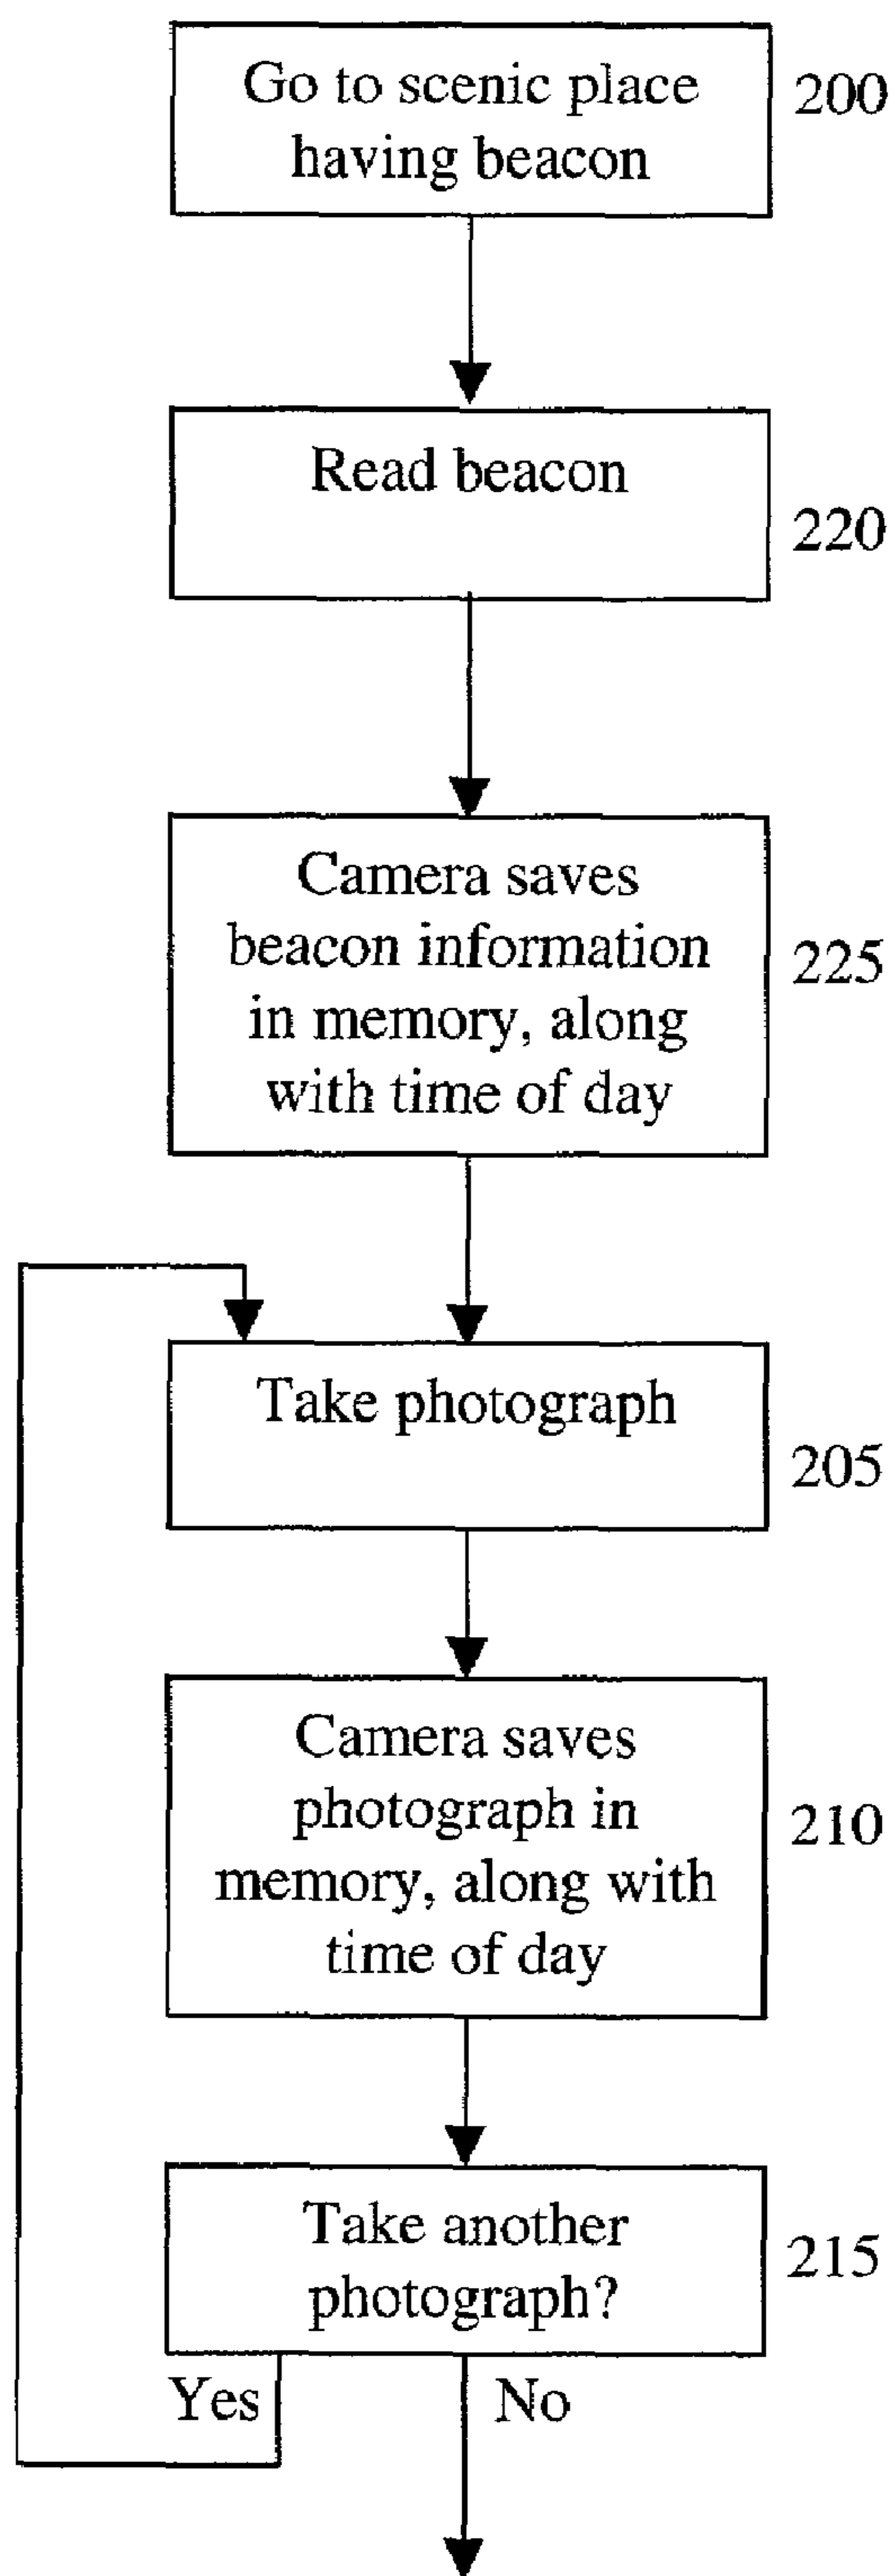 Go to scenic place
having beacon
200
Read beacon
220
Camera saves
beacon information
in memory, along
with time of day
225
Take photograph
205
Camera saves
photograph in
memory, along with
time of day
210
Take another
photograph?
215
Yes
No